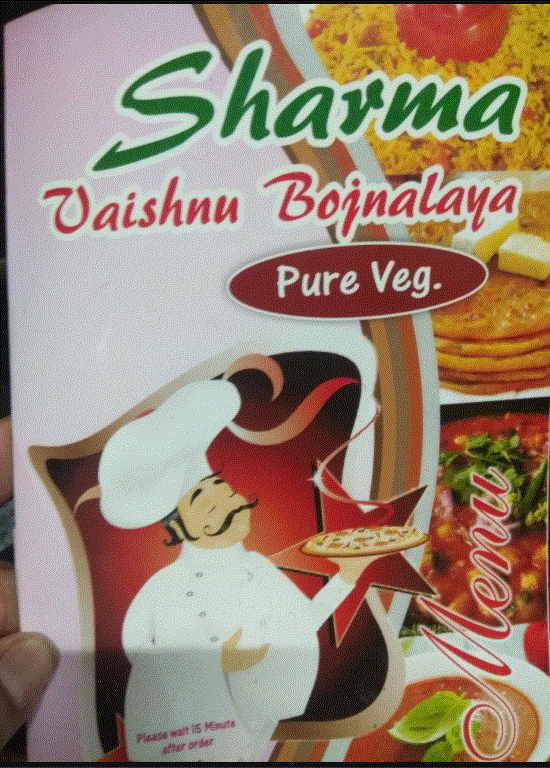 Sharma
Vaishnu Bojnalaya
Pure Veg.
Menu
Please wait 15 Minute
after order